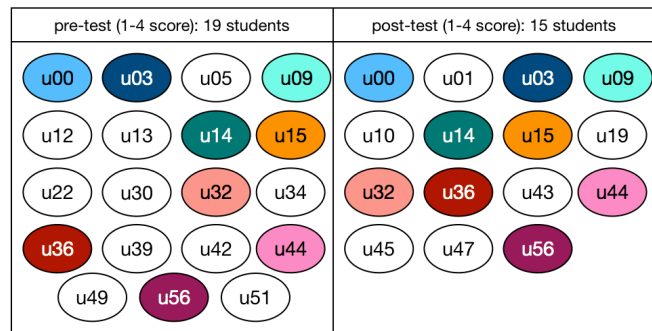 pre-test (1-4 score): 19 students
u00 u03 u05 u09
u12 u13 u14 u15
u22 u30 u32 u34
u36 u39 u42 u44
u49 u56 u51
post-test (1-4 score): 15 students
u00 u01 u03 u09
u10 u14 u15 u19
u32 u36 u43 u44
u45 u47 u56